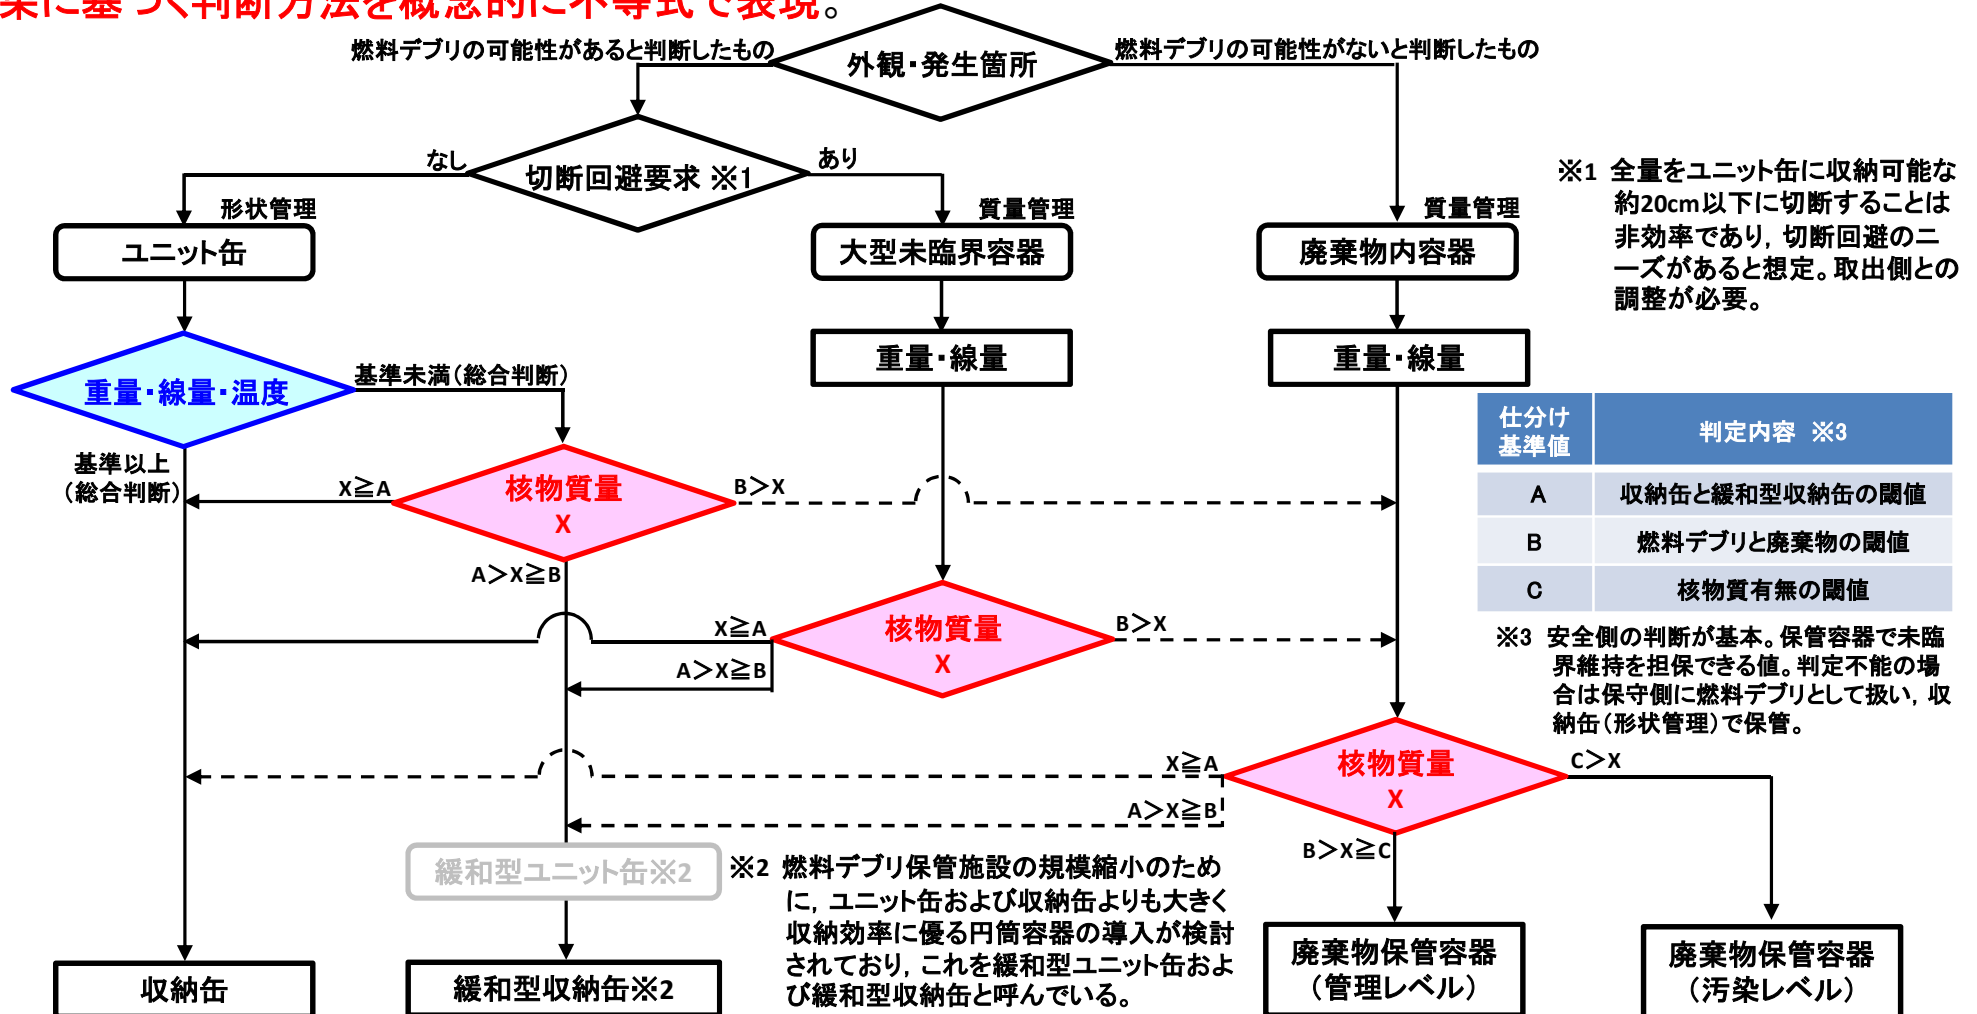 業に基づく判断方法を概念的に不等式で表現。
燃料デブリの可能性があると判断したもの
外観・発生箇所
燃料デブリの可能性がないと判断したもの
なし
切断回避要求 ※1
あり
形状管理
質量管理
質量管理
ユニット缶
大型未臨界容器
廃棄物内容器
※1 全量をユニット缶に収納可能な
約20cm以下に切断することは
非効率であり，切断回避のニ
ーズがあると想定。取出側との
調整が必要。
重量・線量・温度
基準未満（総合判断）
重量・線量
重量・線量
基準以上
（総合判断）
仕分け
基準値
判定内容 ※3
A 収納缶と緩和型収納缶の閾値
B 燃料デブリと廃棄物の閾値
C 核物質有無の閾値
X≧A
核物質量
X
B＞X
A＞X≧B
X≧A
核物質量
X
B＞X
A＞X≧B
※3 安全側の判断が基本。保管容器で未臨
界維持を担保できる値。判定不能の場
合は保守側に燃料デブリとして扱い，収
納缶（形状管理）で保管。
X≧A
核物質量
X
C＞X
A＞X≧B
B＞X≧C
緩和型ユニット缶※2
※2 燃料デブリ保管施設の規模縮小のため
に，ユニット缶および収納缶よりも大きく
収納効率に優る円筒容器の導入が検討
されており，これを緩和型ユニット缶およ
び緩和型収納缶と呼んでいる。
収納缶
緩和型収納缶※2
廃棄物保管容器
（管理レベル）
廃棄物保管容器
（汚染レベル）